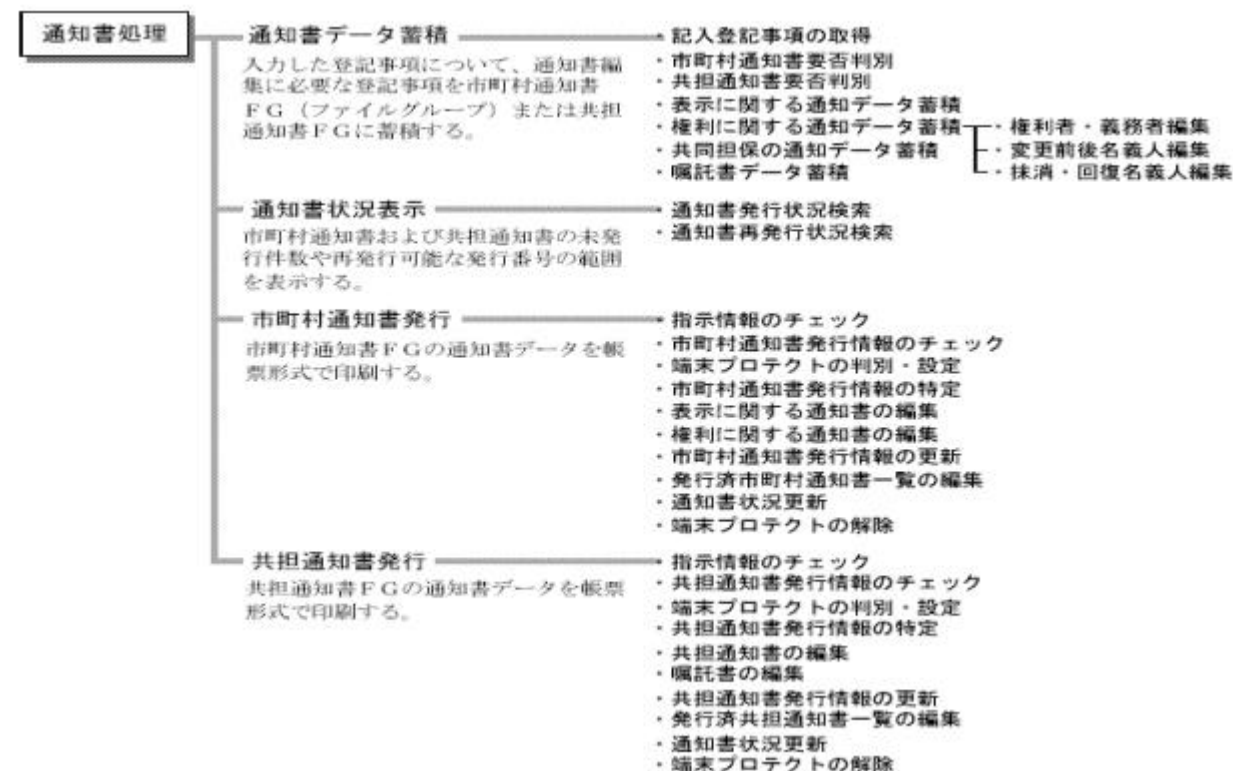 通知書処理
通知書データ蓄積
入力した登記事項について、通知書編
集に必要な登記事項を市町村通知書
ＦＧ（ファイルグループ）または共担
通知書ＦＧに蓄積する。
・記入登記事項の取得
・市町村通知書要否判別
・共担通知書要否判別
・表示に関する通知データ蓄積
・権利に関する通知データ蓄積
・共同担保の通知データ蓄積
・嘱託書データ蓄積
・権利者・義務者編集
・変更前後名義人編集
・抹消・回復名義人編集
通知書状況表示
市町村通知書および共担通知書の未発
行件数や再発行可能な発行番号の範囲
を表示する。
・通知書発行状況検索
・通知書再発行状況検索
市町村通知書発行
市町村通知書ＦＧの通知書データを帳
票形式で印刷する。
・指示情報のチェック
・市町村通知書発行情報のチェック
・端末プロテクトの判別・設定
・市町村通知書発行情報の特定
・表示に関する通知書の編集
・権利に関する通知書の編集
・市町村通知書発行情報の更新
・発行済市町村通知書一覧の編集
・通知書状況更新
・端末プロテクトの解除
共担通知書発行
共担通知書ＦＧの通知書データを帳票
形式で印刷する。
・指示情報のチェック
・共担通知書発行情報のチェック
・端末プロテクトの判別・設定
・共担通知書発行情報の特定
・共担通知書の編集
・嘱託書の編集
・共担通知書発行情報の更新
・発行済共担通知書一覧の編集
・通知書状況更新
・端末プロテクトの解除